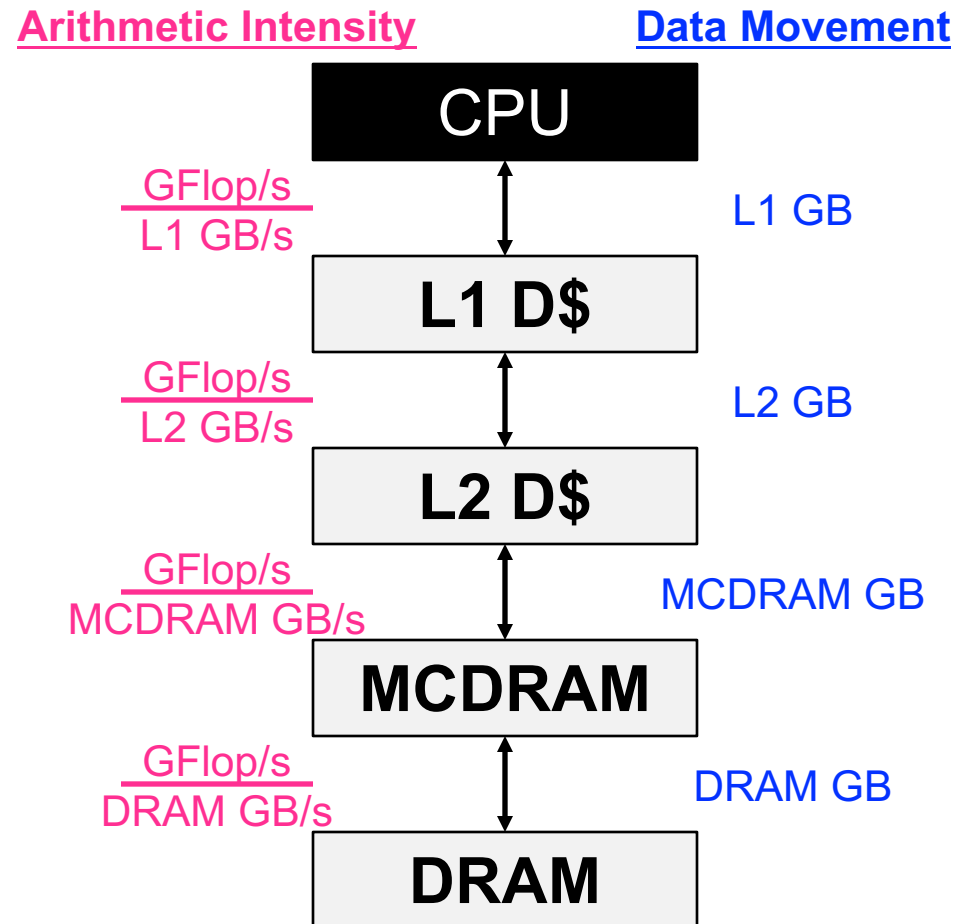 Arithmetic Intensity
Data Movement
CPU
GFlop/s
L1 GB/s
L1 GB
L1 D$
GFlop/s
L2 GB/s
L2 GB
L2 D$
GFlop/s
MCDRAM GB/s
MCDRAM GB
MCDRAM
GFlop/s
DRAM GB/s
DRAM GB
DRAM